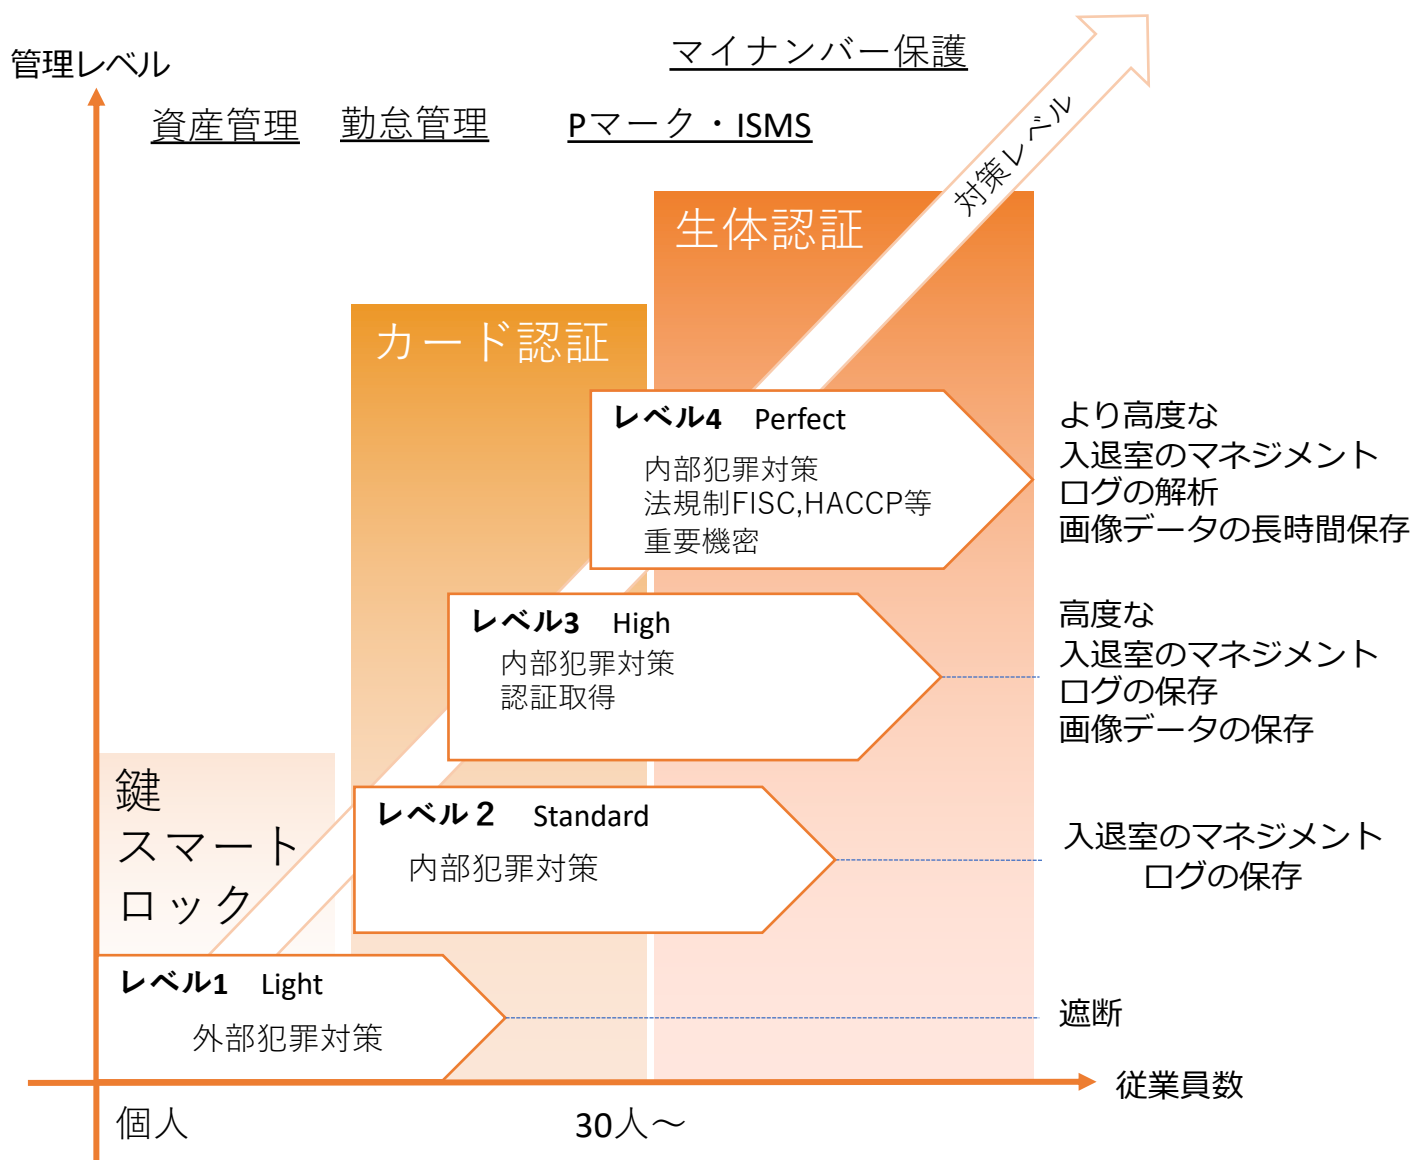 マイナンバー保護
管理レベル
資産管理
勤怠管理
Pマーク・ISMS
対策レベル
生体認証
カード認証
レベル4 Perfect
内部犯罪対策
法規制FISC,HACCP等
重要機密
より高度な
入退室のマネジメント
ログの解析
画像データの長時間保存
レベル3 High
内部犯罪対策
認証取得
高度な
入退室のマネジメント
ログの保存
画像データの保存
鍵
スマート
ロック
レベル２ Standard
内部犯罪対策
入退室のマネジメント
ログの保存
レベル1 Light
外部犯罪対策
遮断
従業員数
個人
30人～